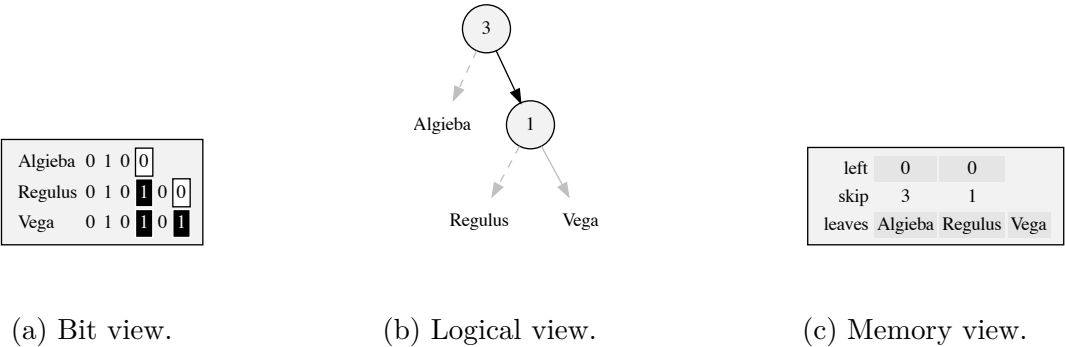 Algieba 0 1 0 0
Regulus 0 1 0 1 0 0
Vega 0 1 0 1 0 1
(a) Bit view.
3
Algieba 1
Regulus Vega
(b) Logical view.
left 0 0
skip 3 1
leaves Algieba Regulus Vega
(c) Memory view.